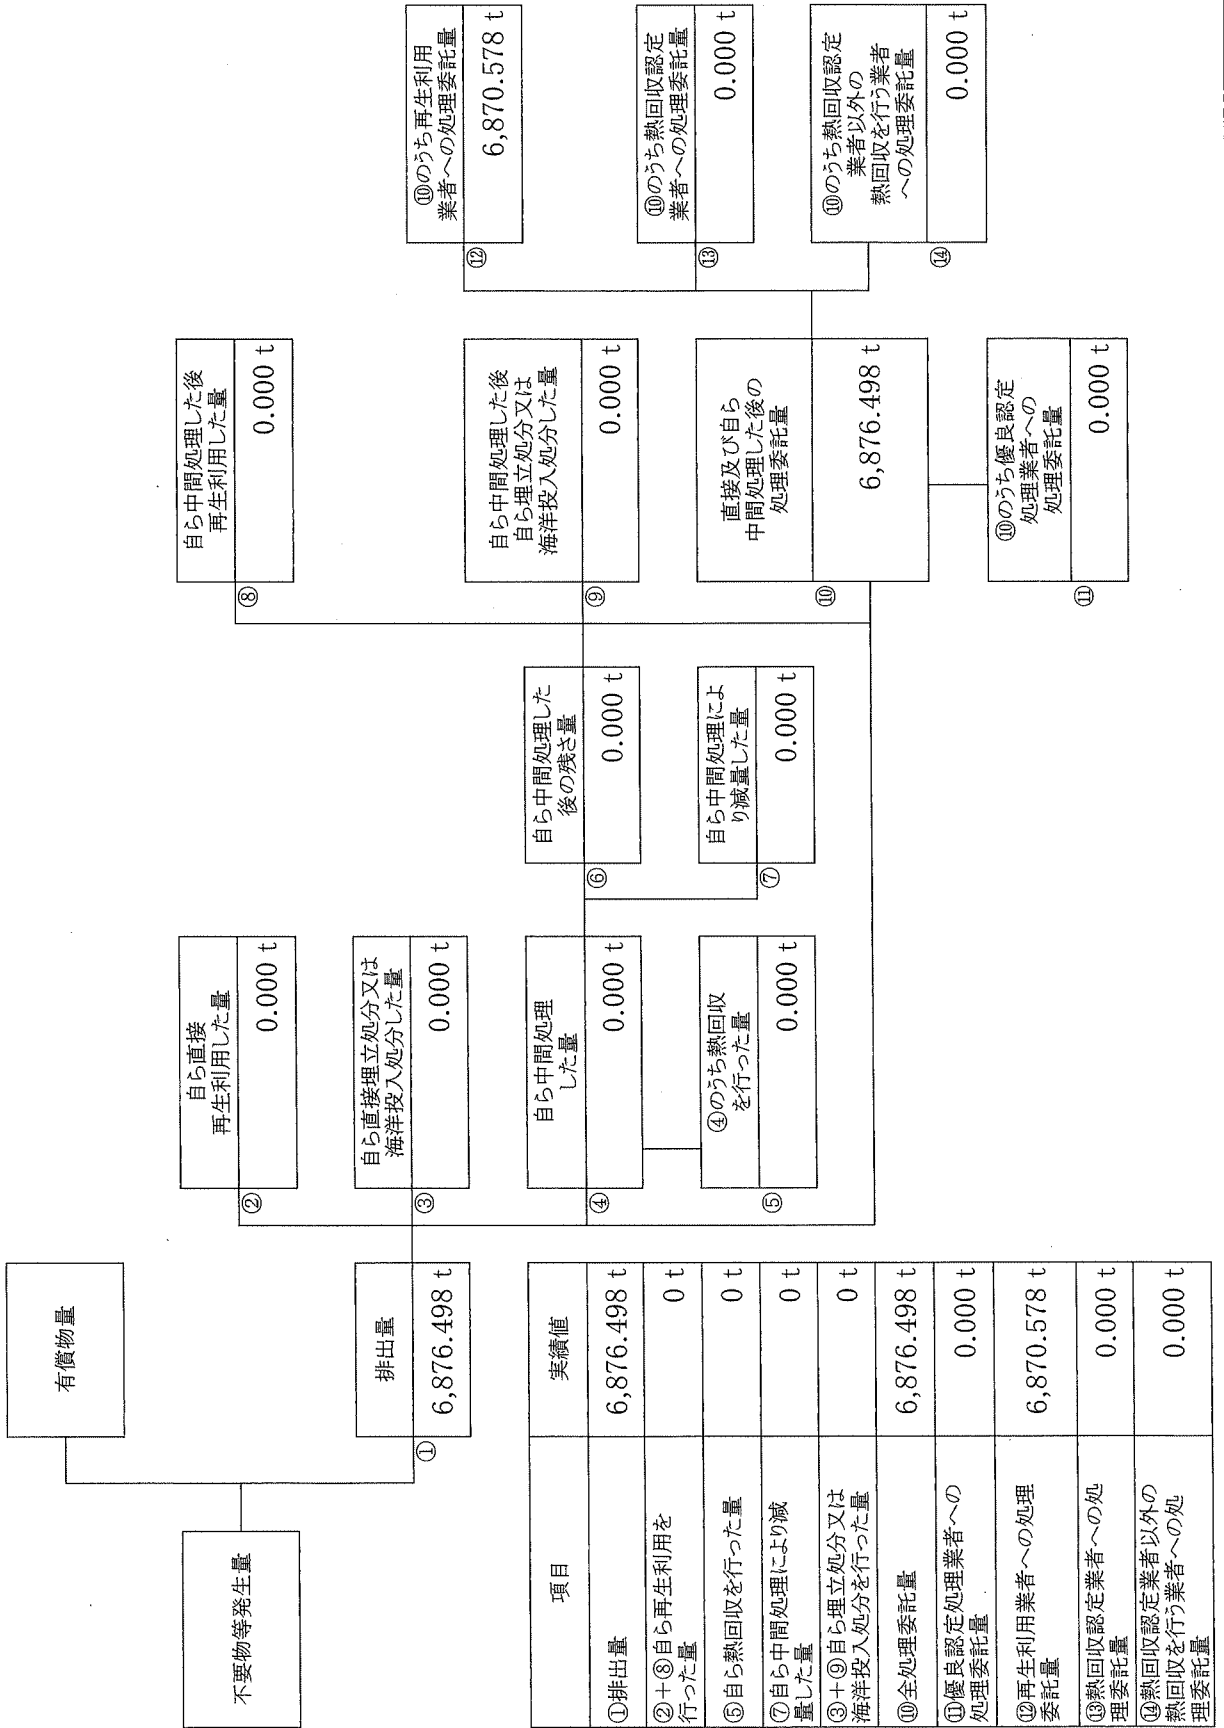 不要物等発生量
有償物量
①
排出量
6,876.498 t
②
自ら直接
再生利用した量
0.000 t
③
自ら直接埋立処分又は
海洋投入処分した量
0.000 t
④
自ら中間処理
した量
0.000 t
⑤
④のうち熱回収
を行った量
0.000 t
⑥
自ら中間処理した
後の残さ量
0.000 t
⑦
自ら中間処理によ
り減量した量
0.000 t
⑧
自ら中間処理した後
再生利用した量
0.000 t
⑨
自ら中間処理した後
自ら埋立処分又は
海洋投入処分した量
0.000 t
⑩
直接及び自ら
中間処理した後の
処理委託量
6,876.498 t
⑪
⑩のうち優良認定
処理業者への
処理委託量
0.000 t
⑫
⑩のうち再生利用
業者への処理委託量
6,870.578 t
⑬
⑩のうち熱回収認定
業者への処理委託量
0.000 t
⑭
⑩のうち熱回収認定
業者以外の
熱回収を行う業者
への処理委託量
0.000 t
項目 実績値
①排出量 6,876.498 t
②+⑧自ら再生利用を
行った量 0 t
⑤自ら熱回収を行った量 0 t
⑦自ら中間処理により減
量した量 0 t
③+⑨自ら埋立処分又は
海洋投入処分を行った量 0 t
⑩全処理委託量 6,876.498 t
⑪優良認定処理業者への
処理委託量 0.000 t
⑫再生利用業者への処理
委託量 6,870.578 t
⑬熱回収認定業者への処
理委託量 0.000 t
⑭熱回収認定業者以外の
熱回収を行う業者への処
理委託量 0.000 t